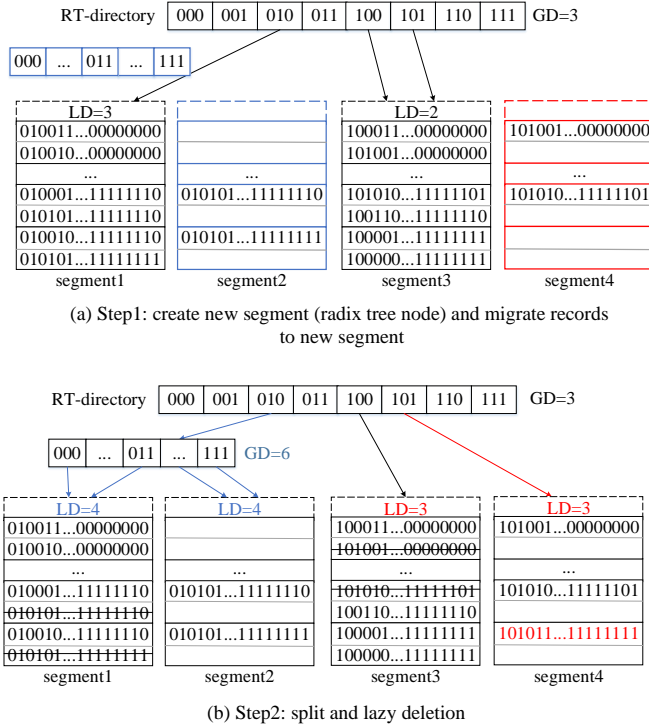 RT-directory 000 001 010 011 100 101 110 111 GD=3
000 ... 011 ... 111
LD=3 LD=2
010011...00000000 100011...00000000 101001...00000000
010010...00000000 101001...00000000
... ... ... ...
010001...11111110 010101...11111110 101010...11111101 101010...11111101
010101...11111110 100110...11111110
010010...11111110 010101...11111111 100001...11111111
010101...11111111 100000...11111111
segment1 segment2 segment3 segment4
(a) Step1: create new segment (radix tree node) and migrate records
to new segment
RT-directory 000 001 010 011 100 101 110 111 GD=3
000 ... 011 ... 111 GD=6
LD=4 LD=4 LD=3 LD=3
010011...00000000 100011...00000000 101001...00000000
010010...00000000 101001...00000000
... ... ... ...
010001...11111110 010101...11111110 101010...11111101 101010...11111101
010101...11111110 100110...11111110
010010...11111110 010101...11111111 100001...11111111 101011...11111111
010101...11111111 100000...11111111
segment1 segment2 segment3 segment4
(b) Step2: split and lazy deletion